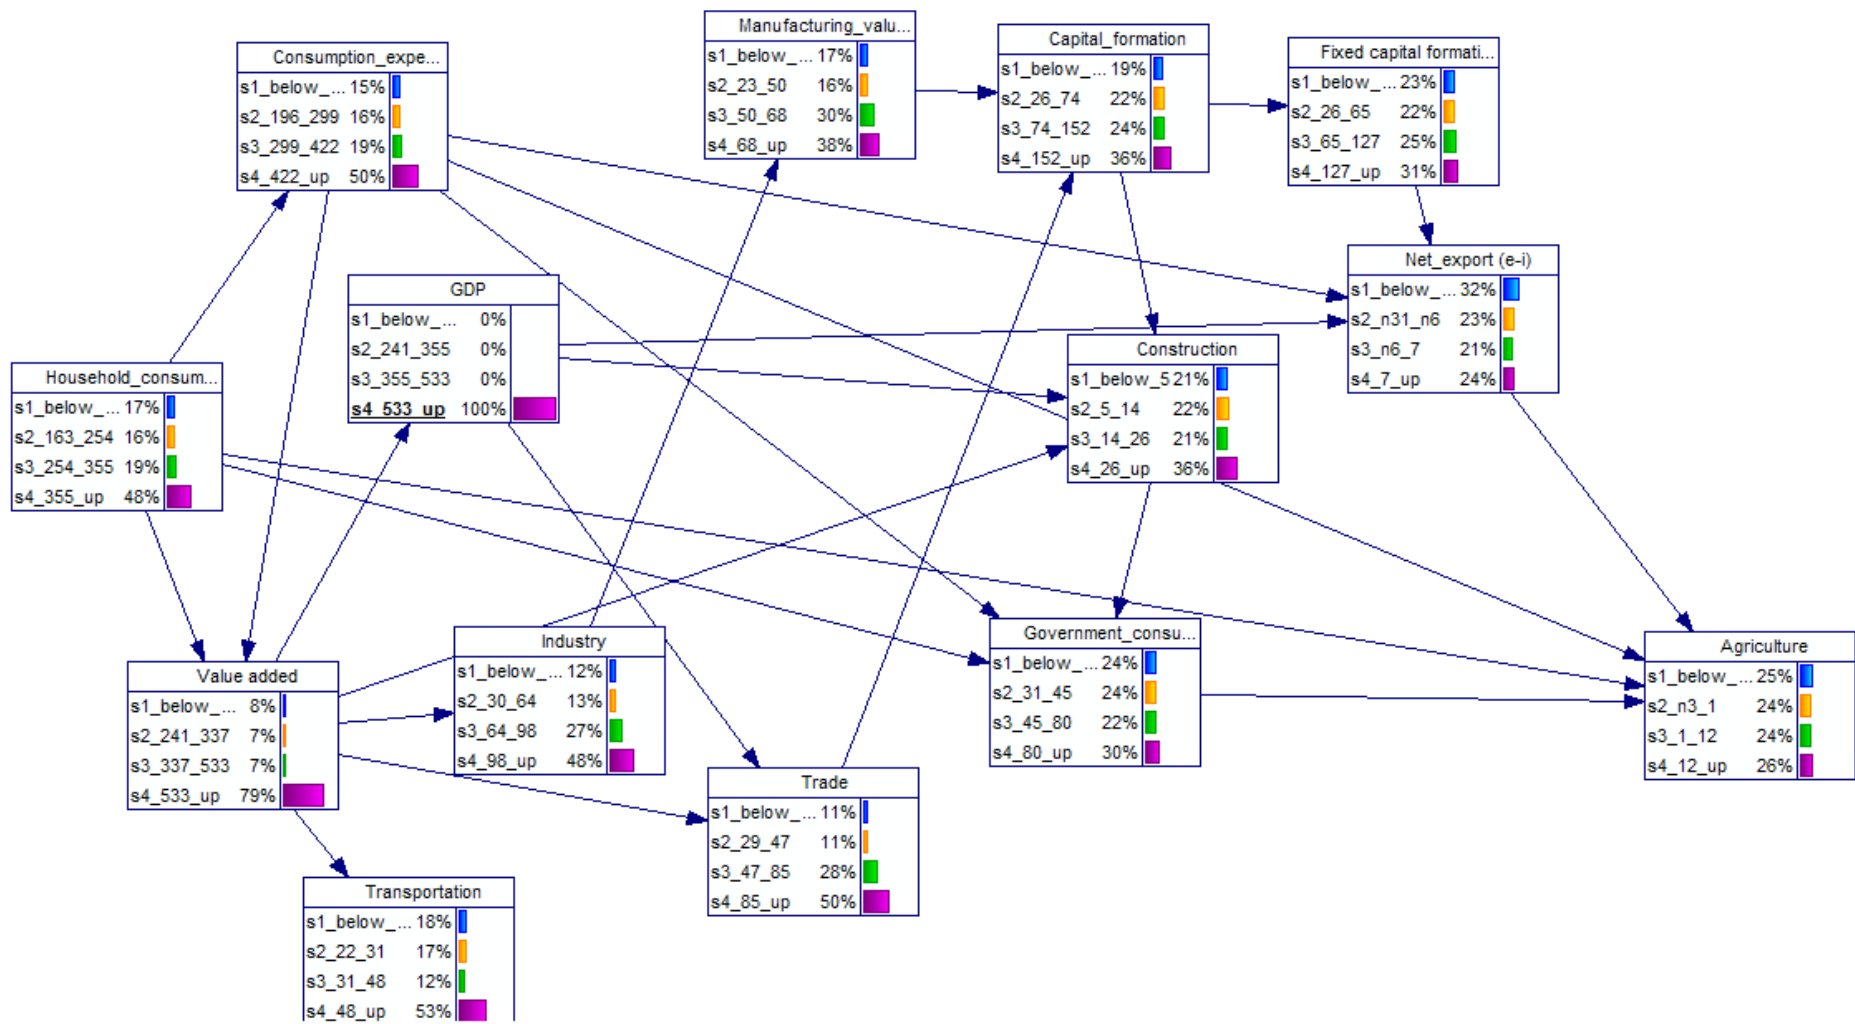 Consumption_expe...
s1_below_... 15%
s2_196_299 16%
s3_299_422 19%
s4_422_up 50%
Manufacturing_valu...
s1_below_... 17%
s2_23_50 16%
s3_50_68 30%
s4_68_up 38%
Capital_formation
s1_below_... 19%
s2_26_74 22%
s3_74_152 24%
s4_152_up 36%
Fixed capital formati...
s1_below_... 23%
s2_26_65 22%
s3_65_127 25%
s4_127_up 31%
Net_export (e-i)
s1_below_... 32%
s2_n31_n6 23%
s3_n6_7 21%
s4_7_up 24%
GDP
s1_below_... 0%
s2_241_355 0%
s3_355_533 0%
s4_533_up 100%
Construction
s1_below_5 21%
s2_5_14 22%
s3_14_26 21%
s4_26_up 36%
Household_consum...
s1_below_... 17%
s2_163_254 16%
s3_254_355 19%
s4_355_up 48%
Industry
s1_below_... 12%
s2_30_64 13%
s3_64_98 27%
s4_98_up 48%
Government_consu...
s1_below_... 24%
s2_31_45 24%
s3_45_80 22%
s4_80_up 30%
Agriculture
s1_below_... 25%
s2_n3_1 24%
s3_1_12 24%
s4_12_up 26%
Value added
s1_below_... 8%
s2_241_337 7%
s3_337_533 7%
s4_533_up 79%
Trade
s1_below_... 11%
s2_29_47 11%
s3_47_85 28%
s4_85_up 50%
Transportation
s1_below_... 18%
s2_22_31 17%
s3_31_48 12%
s4_48_up 53%